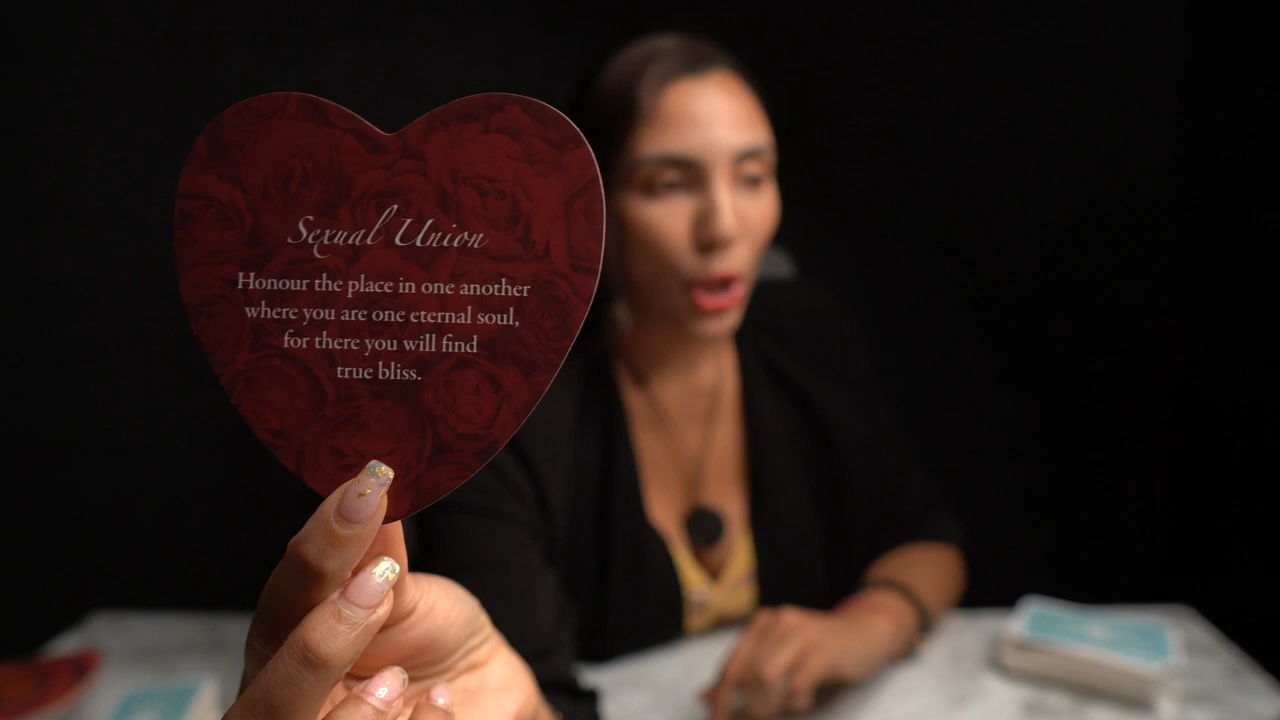 Sexual Union
Honour the place in one another
where you are one eternal soul,
for there you will find
true bliss.